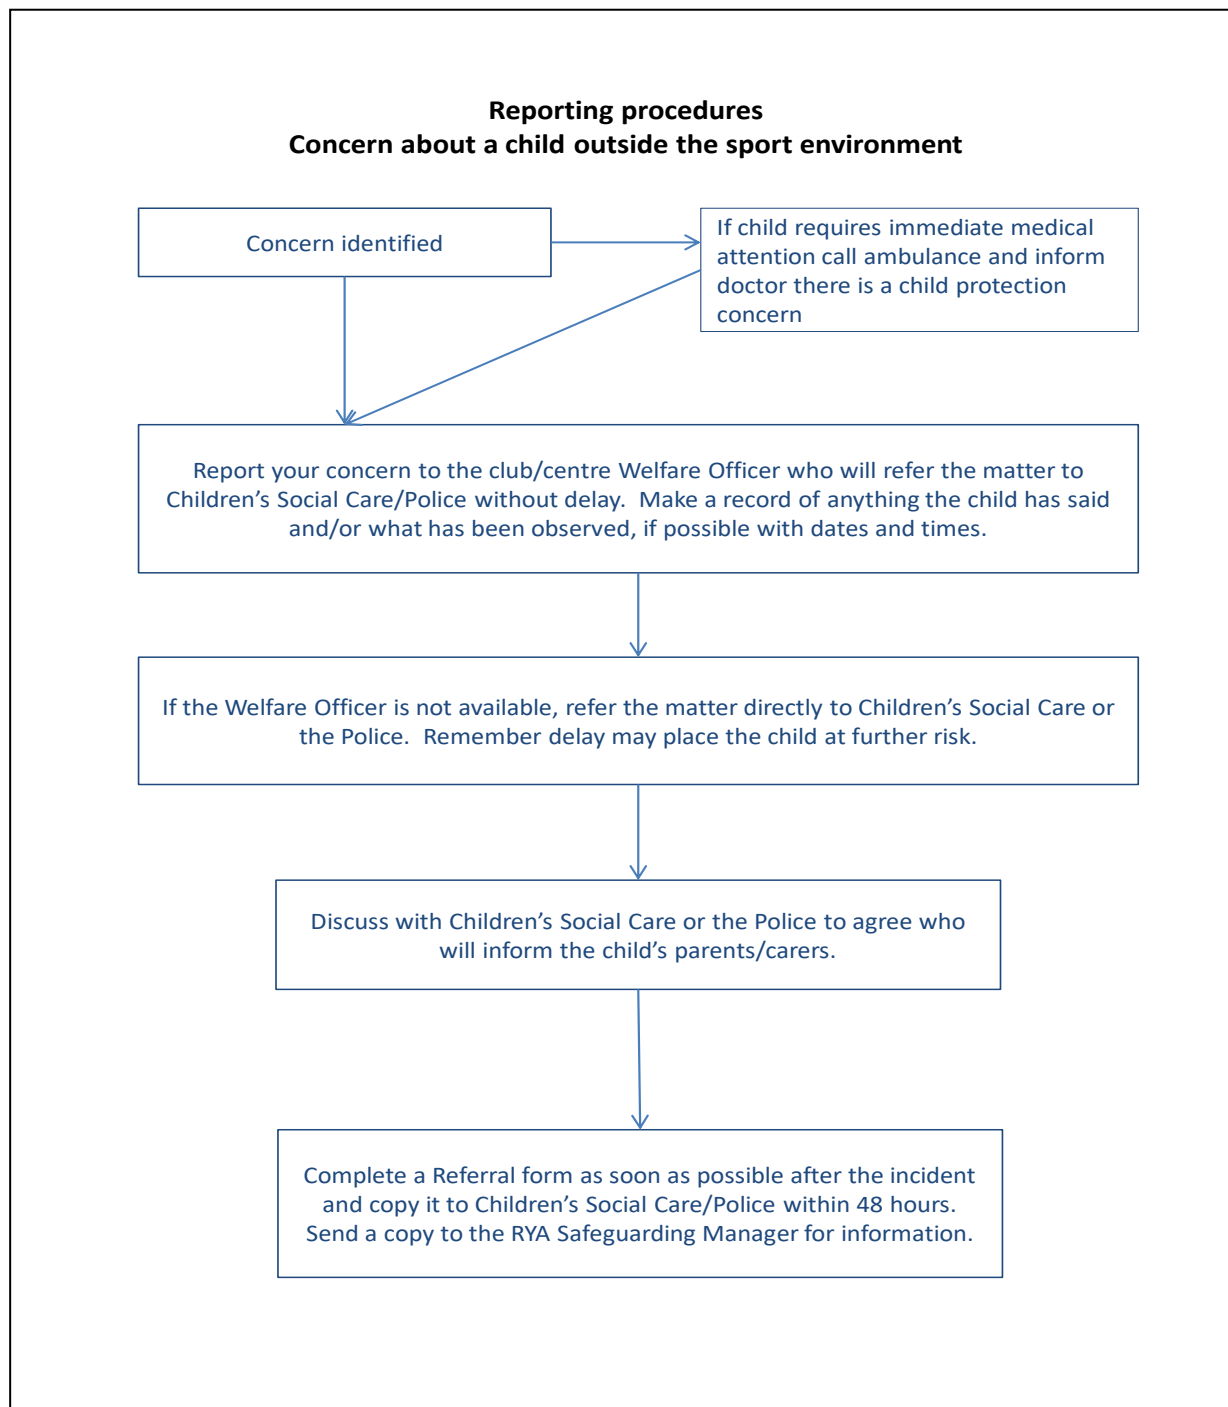 Reporting procedures
Concern about a child outside the sport environment
Concern identified
If child requires immediate medical
attention call ambulance and inform
doctor there is a child protection
concern
Report your concern to the club/centre Welfare Officer who will refer the matter to
Children’s Social Care/Police without delay.  Make a record of anything the child has said
and/or what has been observed, if possible with dates and times.
If the Welfare Officer is not available, refer the matter directly to Children’s Social Care or
the Police.  Remember delay may place the child at further risk.
Discuss with Children’s Social Care or the Police to agree who
will inform the child’s parents/carers.
Complete a Referral form as soon as possible after the incident
and copy it to Children’s Social Care/Police within 48 hours.
Send a copy to the RYA Safeguarding Manager for information.